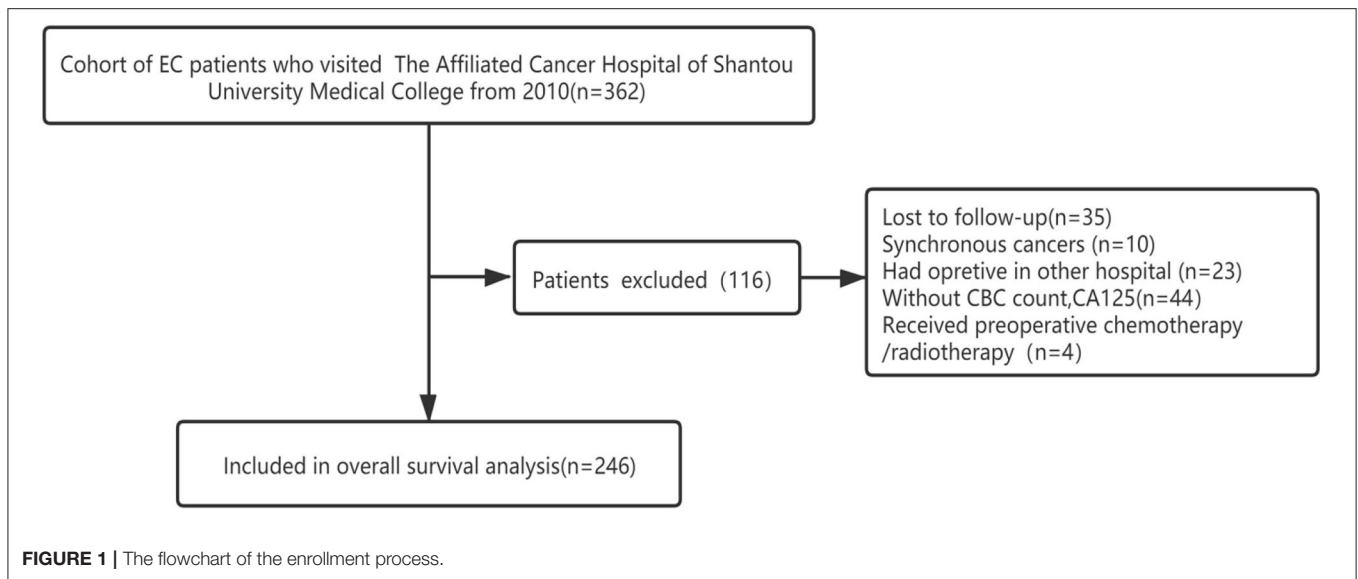 Cohort of EC patients who visited The Affiliated Cancer Hospital of Shantou
University Medical College from 2010(n=362)
Patients excluded (116)
Lost to follow-up(n=35)
Synchronous cancers (n=10)
Had opretive in other hospital (n=23)
Without CBC count,CA125(n=44)
Received preoperative chemotherapy
/radiotherapy (n=4)
Included in overall survival analysis(n=246)
FIGURE 1 | The flowchart of the enrollment process.